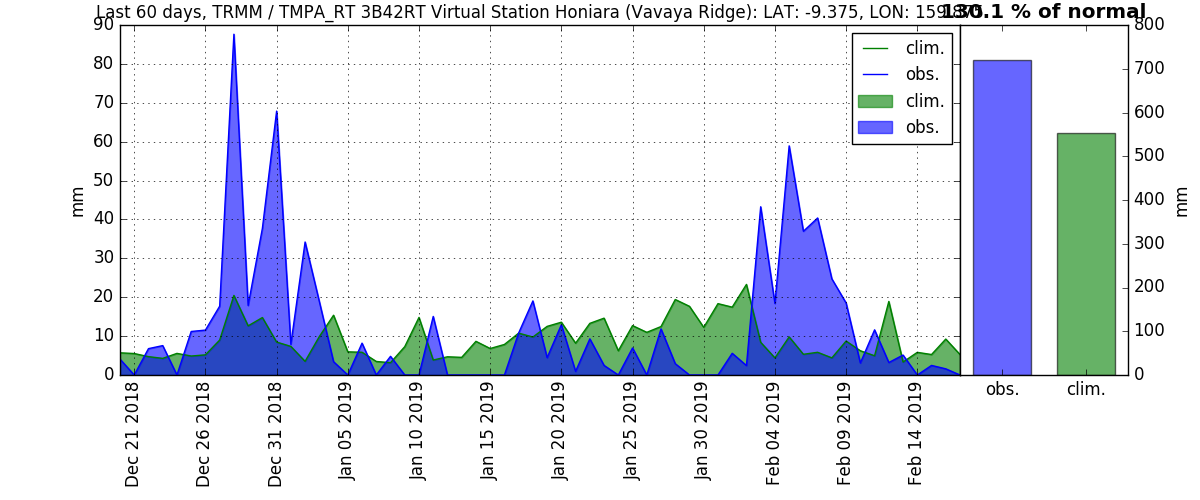 Last 60 days, TRMM / TMPA_RT 3B42RT Virtual Station Honiara (Vavaya Ridge): LAT: -9.375, LON:
130.1 % of normal
90
80
70
60
50
40
30
20
10
0
mm
clim.
obs.
clim.
obs.
800
700
600
500
400
300
200
100
0
mm
obs.
clim.
Dec 21 2018
Dec 26 2018
Dec 31 2018
Jan 05 2019
Jan 10 2019
Jan 15 2019
Jan 20 2019
Jan 25 2019
Jan 30 2019
Feb 04 2019
Feb 09 2019
Feb 14 2019